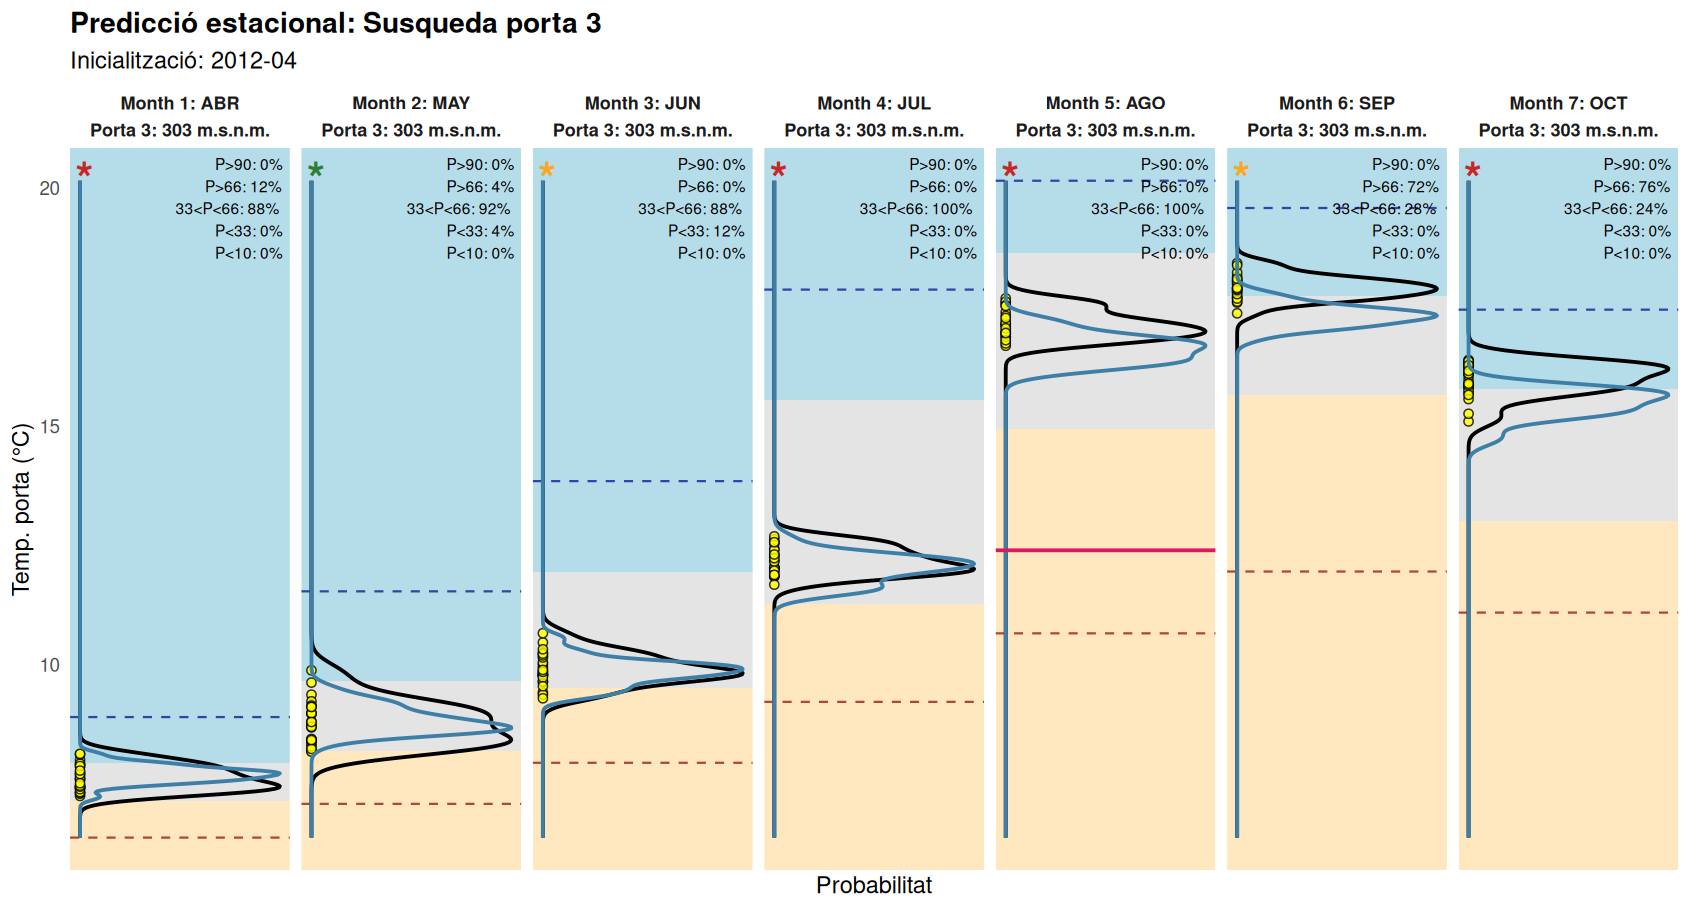 Predicció estacional: Susqueda porta 3
Inicialització: 2012-04
Month 1: ABR
Porta 3: 303 m.s.n.m.
P>90: 0%
P>66: 12%
33<P<66: 88%
P<33: 0%
P<10: 0%
Month 2: MAY
Porta 3: 303 m.s.n.m.
P>90: 0%
P>66: 4%
33<P<66: 92%
P<33: 4%
P<10: 0%
Month 3: JUN
Porta 3: 303 m.s.n.m.
P>90: 0%
P>66: 0%
33<P<66: 88%
P<33: 12%
P<10: 0%
Month 4: JUL
Porta 3: 303 m.s.n.m.
P>90: 0%
P>66: 0%
33<P<66: 100%
P<33: 0%
P<10: 0%
Month 5: AGO
Porta 3: 303 m.s.n.m.
P>90: 0%
P>66: 0%
33<P<66: 100%
P<33: 0%
P<10: 0%
Month 6: SEP
Porta 3: 303 m.s.n.m.
P>90: 0%
P>66: 72%
33<P<66: 28%
P<33: 0%
P<10: 0%
Month 7: OCT
Porta 3: 303 m.s.n.m.
P>90: 0%
P>66: 76%
33<P<66: 24%
P<33: 0%
P<10: 0%
20
15
10
Temp. porta (°C)
Probabilitat